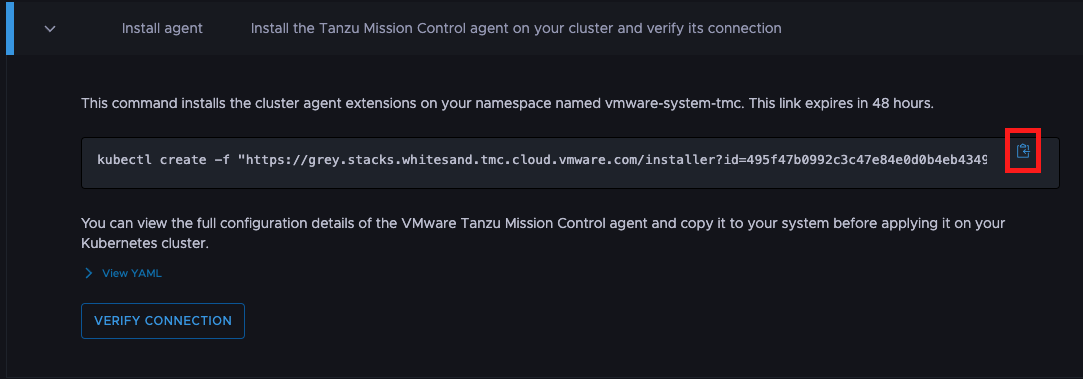 Install agent Install the Tanzu Mission Control agent on your cluster and verify its connection
This command installs the cluster agent extensions on your namespace named vmware-system-tmc. This link expires in 48 hours.
kubectl create -f "https://grey.stacks.whitesand.tmc.cloud.vmware.com/installer?id=495f47b0992c3c47e84e0d0b4eb4349
You can view the full configuration details of the VMware Tanzu Mission Control agent and copy it to your system before applying it on your
Kubernetes cluster.
View YAML
VERIFY CONNECTION